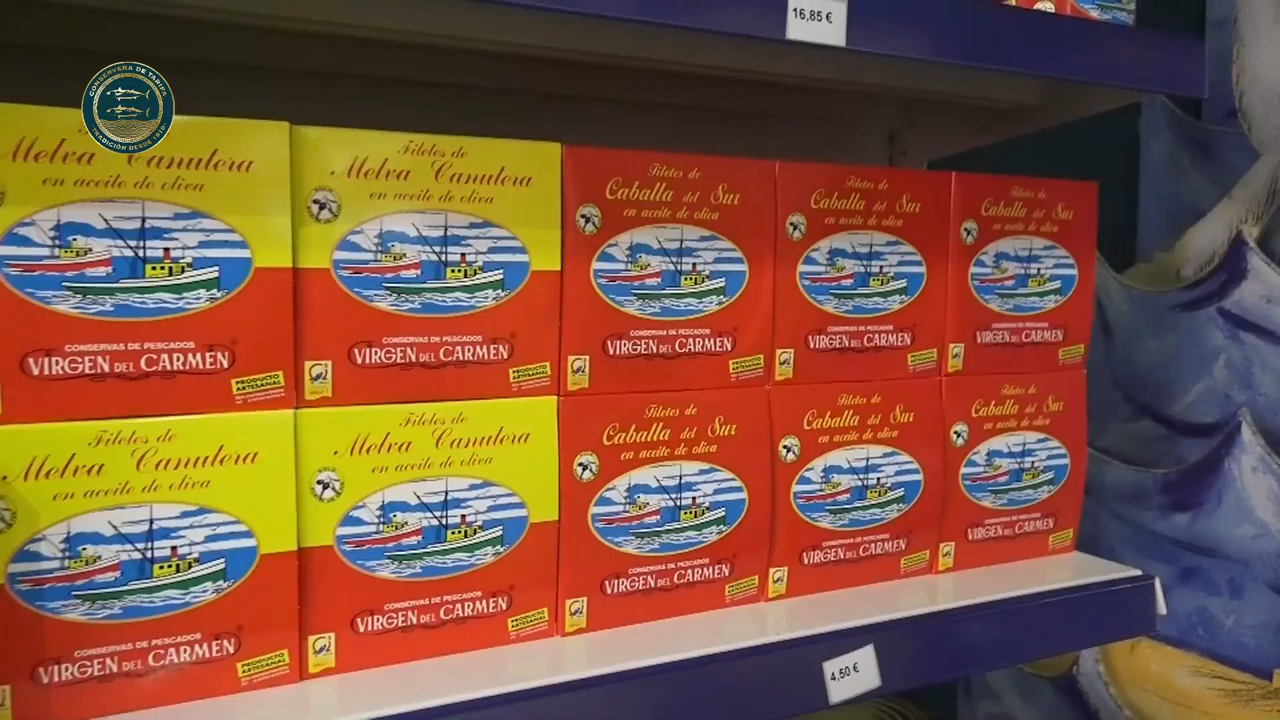 16,85 €
CONSERVERA DE TARIFA
TRADICIÓN DESDE 1910
Melva Canutera
en aceite de oliva
CONSERVAS DE PESCADOS
VIRGEN DEL CARMEN
PRODUCTO
ARTESANAL
Filetes de
Melva Canutera
en aceite de oliva
CONSERVAS DE PESCADOS
VIRGEN DEL CARMEN
PRODUCTO
ARTESANAL
Filetes de
Caballa del Sur
en aceite de oliva
CONSERVAS DE PESCADOS
VIRGEN DEL CARMEN
PRODUCTO
ARTESANAL
Filetes de
Caballa del Sur
en aceite de oliva
CONSERVAS DE PESCADOS
VIRGEN DEL CARMEN
Filetes de
Caballa del Sur
en aceite de oliva
CONSERVAS DE PESCADOS
VIRGEN DEL CARMEN
Filetes de
Melva Canutera
en aceite de oliva
CONSERVAS DE PESCADOS
VIRGEN DEL CARMEN
PRODUCTO
ARTESANAL
Filetes de
Melva Canutera
en aceite de oliva
CONSERVAS DE PESCADOS
VIRGEN DEL CARMEN
PRODUCTO
ARTESANAL
Filetes de
Caballa del Sur
en aceite de oliva
CONSERVAS DE PESCADOS
VIRGEN DEL CARMEN
PRODUCTO
ARTESANAL
Filetes de
Caballa del Sur
en aceite de oliva
CONSERVAS DE PESCADOS
VIRGEN DEL CARMEN
Filetes de
Caballa del Sur
en aceite de oliva
CONSERVAS DE PESCADOS
VIRGEN DEL CARMEN
4,50 €